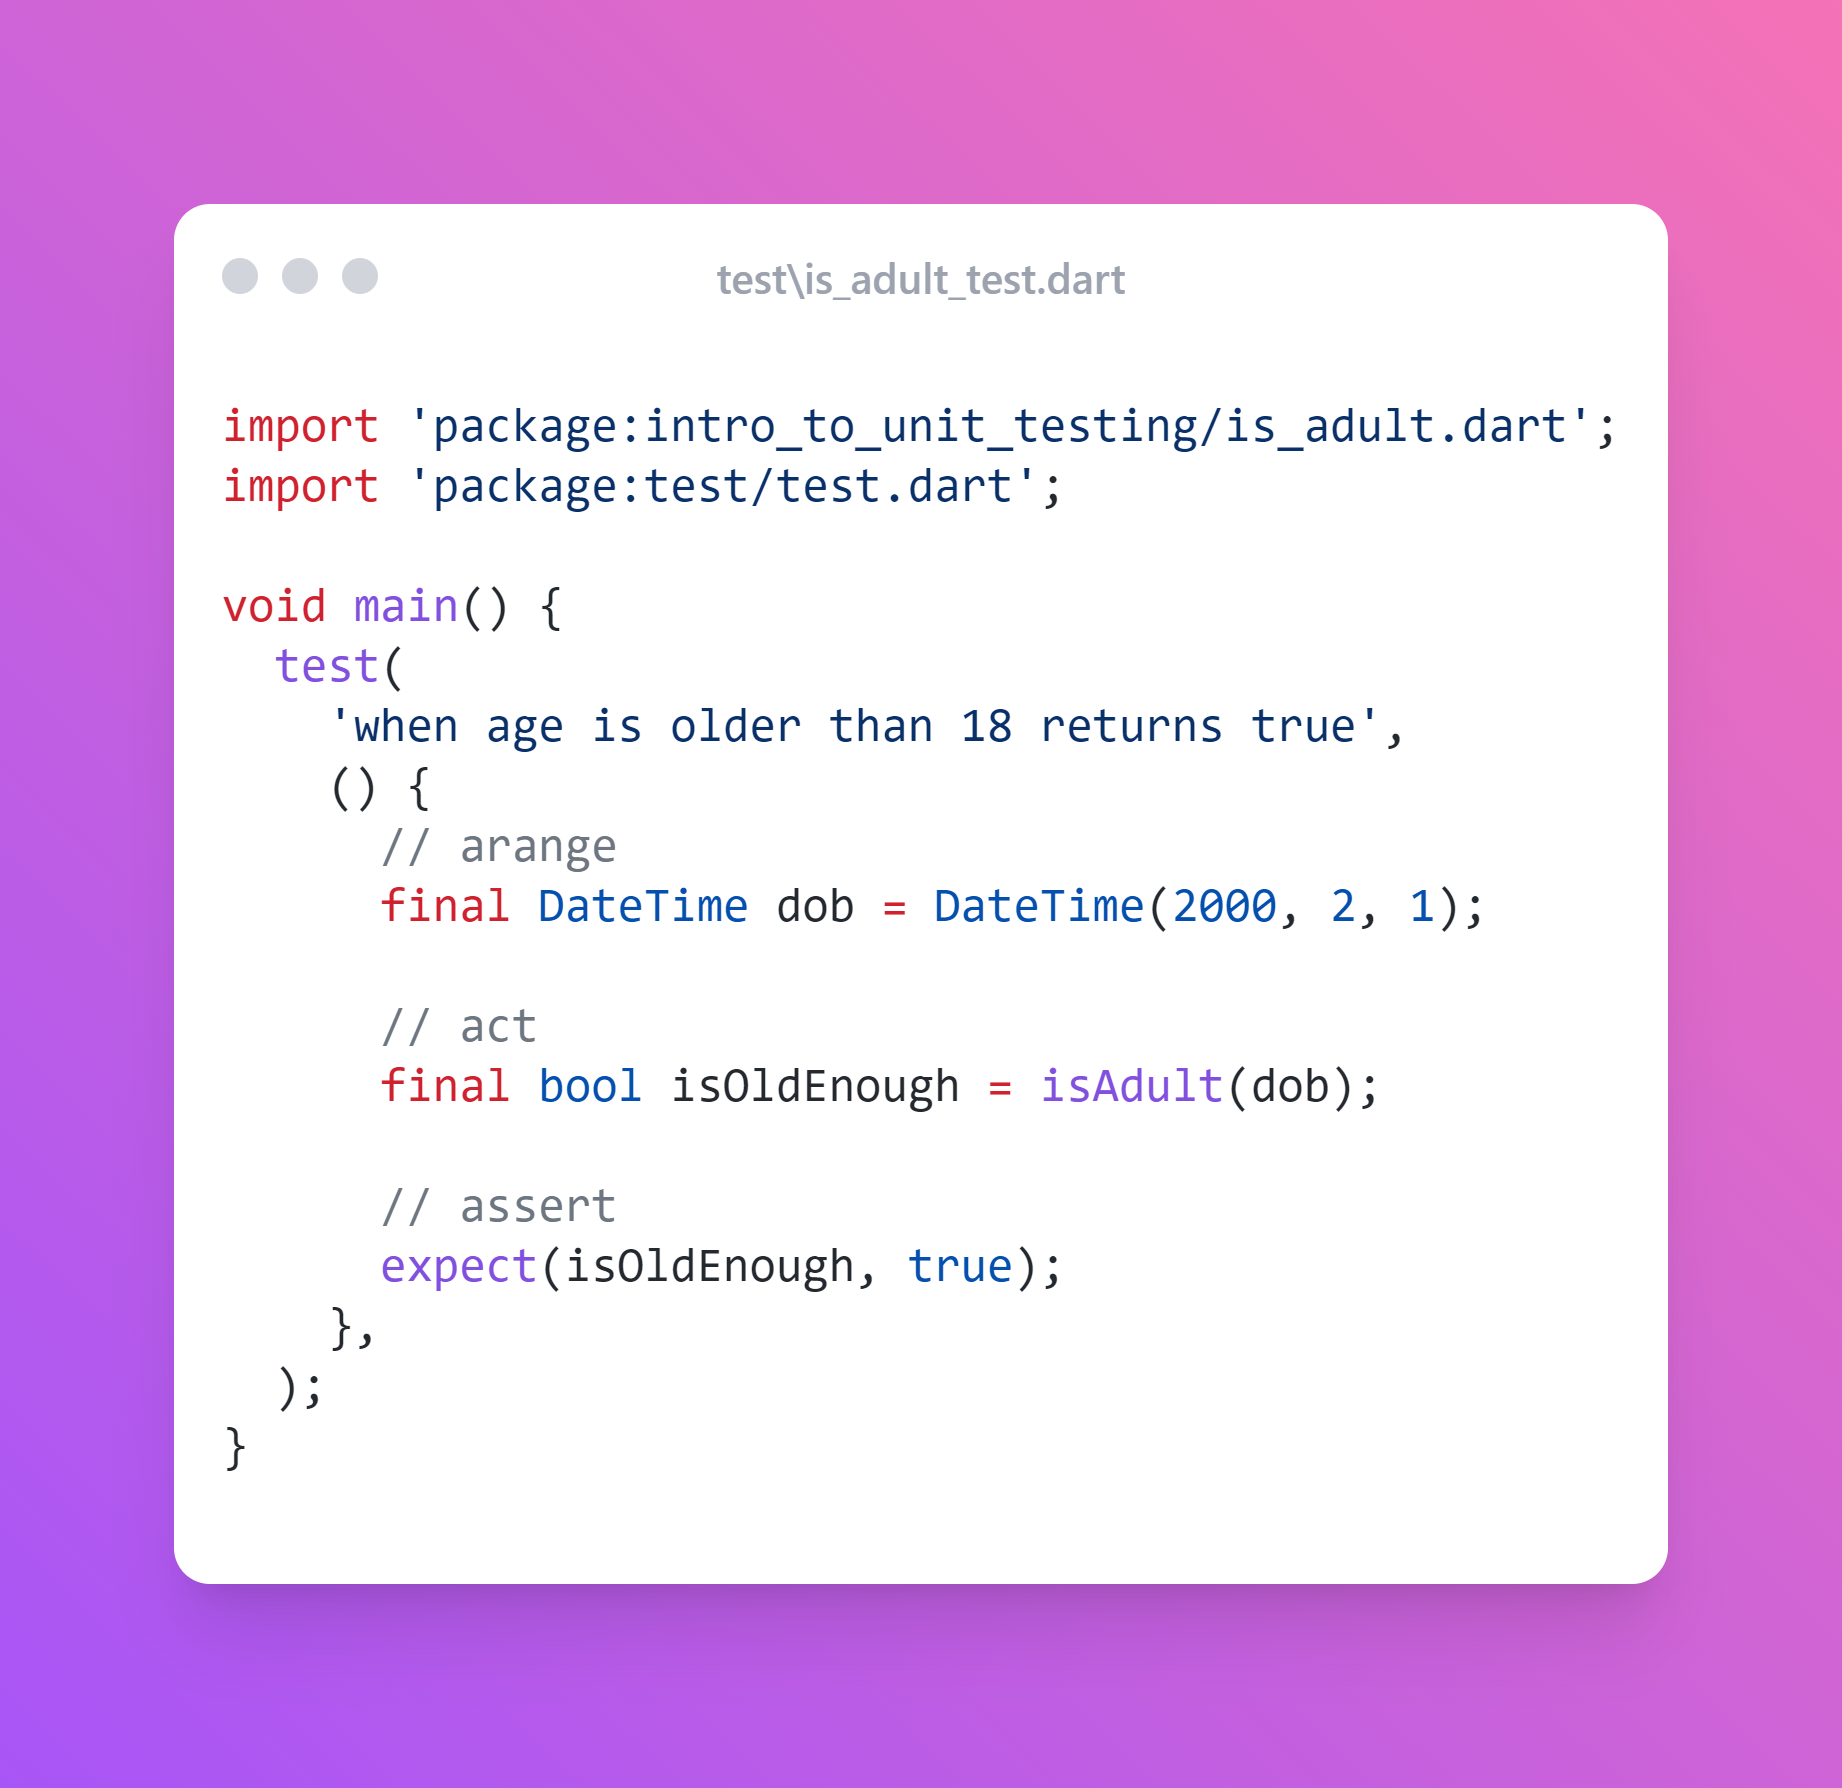 test\is_adult_test.dart
import 'package:intro_to_unit_testing/is_adult.dart';
import 'package:test/test.dart';
void main() {
  test(
    'when age is older than 18 returns true',
    () {
      // arange
      final DateTime dob = DateTime(2000, 2, 1);
      // act
      final bool isOldEnough = isAdult(dob);
      // assert
      expect(isOldEnough, true);
    },
  );
}